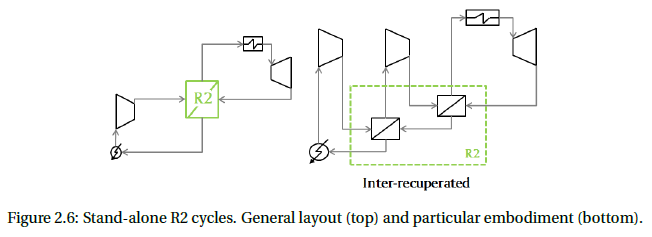 R2
R2
Inter-recuperated
Figure 2.6: Stand-alone R2 cycles. General layout (top) and particular embodiment (bottom).